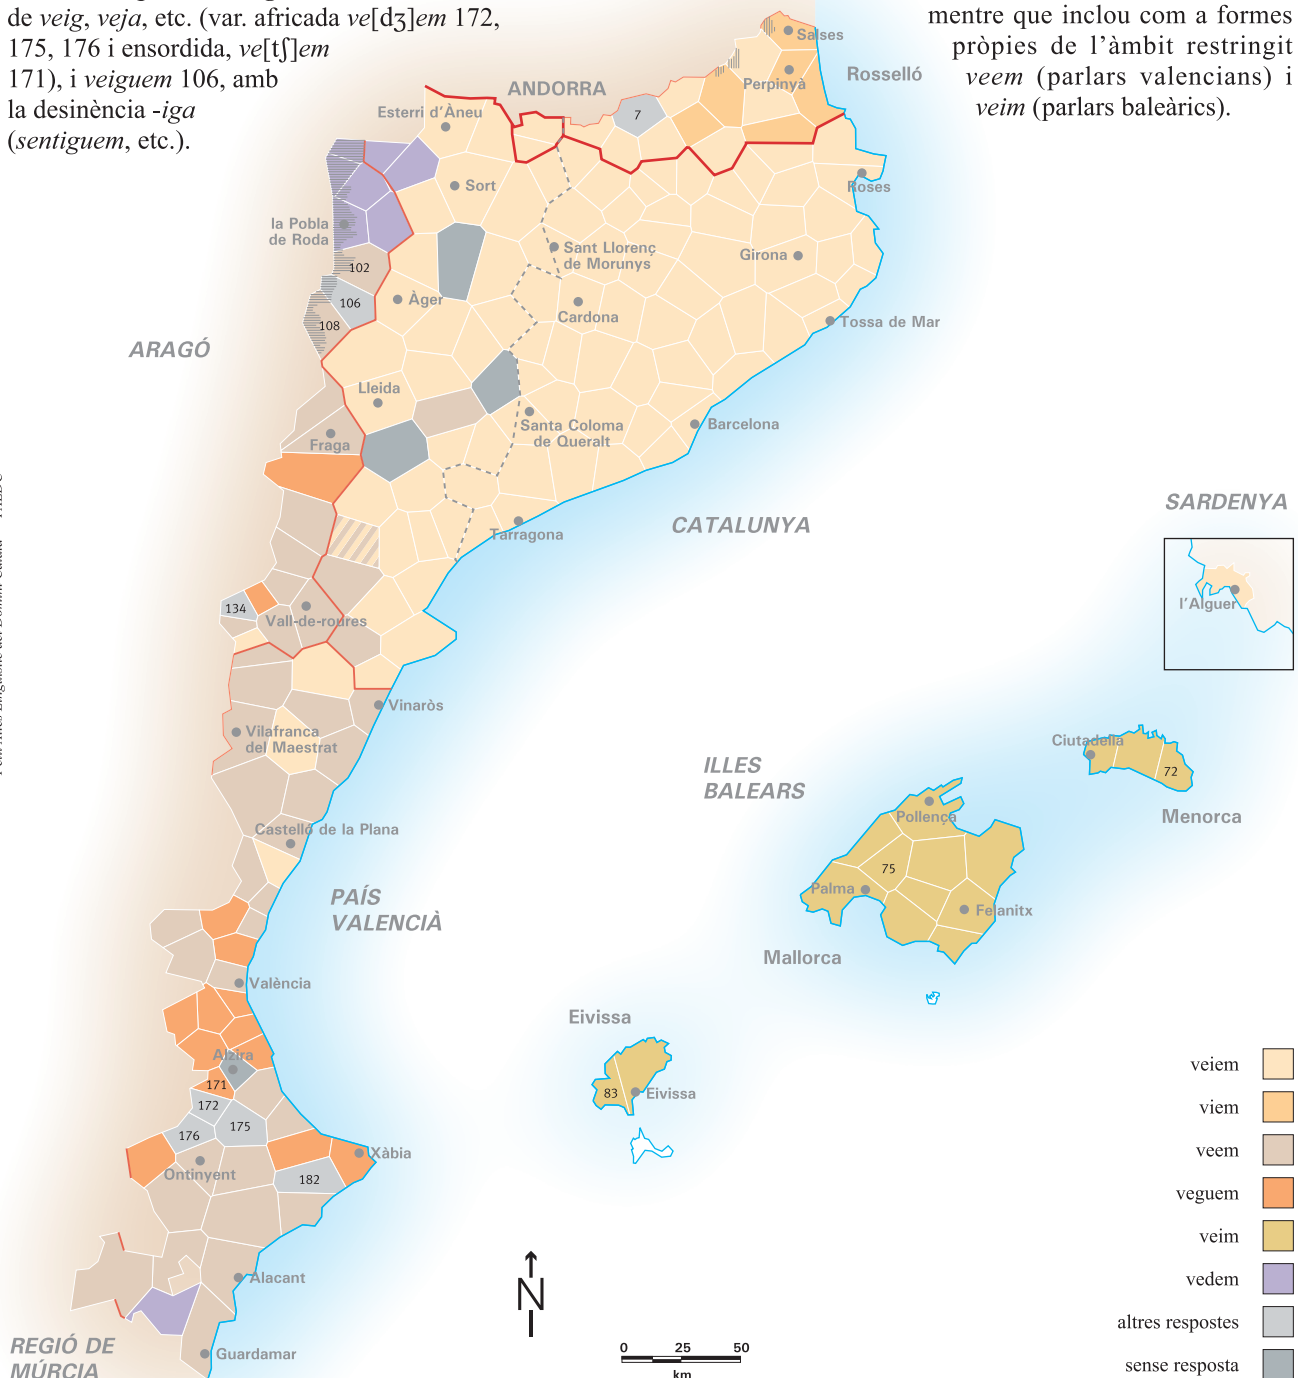 de veig, veja, etc. (var. africada ve[dʒ]em 172,
175, 176 i ensordida, ve[tʃ]em
171), i veiguem 106, amb
la desinència -iga
(sentiguem, etc.).
mentre que inclou com a formes
pròpies de l’àmbit restringit
veem (parlars valencians) i
veim (parlars baleàrics).
Salses
Perpinyà
Rosselló
ANDORRA
Esterri d'Àneu
7
Sort
Roses
la Pobla
de Roda
102
106
108
Àger
Sant Llorenç
de Morunys
Girona
Cardona
Tossa de Mar
ARAGÓ
Lleida
Fraga
Santa Coloma
de Queralt
Barcelona
Tarragona
CATALUNYA
SARDENYA
l'Alguer
134
Vall-de-roures
Vinaròs
Vilafranca
del Maestrat
ILLES
BALEARS
Ciutadella
72
Menorca
Pollença
75
Palma
Felanitx
Mallorca
Castelló de la Plana
PAÍS
VALENCIÀ
València
Eivissa
83
Eivissa
Alzira
171
172
175
176
Ontinyent
182
Xàbia
Alacant
Guardamar
REGIÓ DE
MÚRCIA
N
0 25 50
km
veiem
viem
veem
veguem
veim
vedem
altres respostes
sense resposta